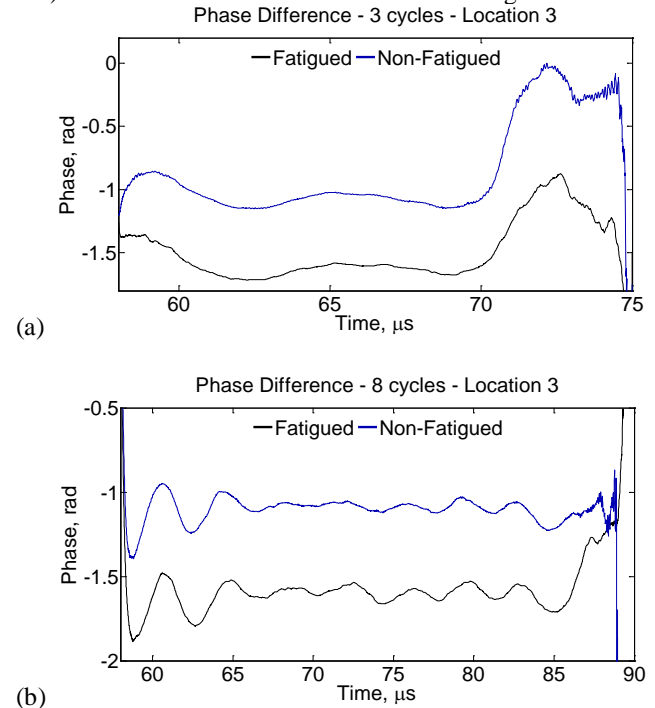 Phase Difference - 3 cycles - Location 3
Fatigued Non-Fatigued
0
-0.5
-1
-1.5
Phase, rad
60 65 70 75
Time, μs
(a)
Phase Difference - 8 cycles - Location 3
Fatigued Non-Fatigued
-0.5
-1
-1.5
-2
Phase, rad
60 65 70 75 80 85 90
Time, μs
(b)